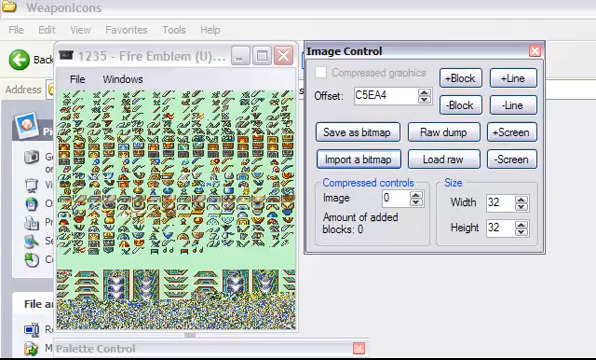 WeaponIcons
File Edit View Favorites Tools Help
Back
Address
1235 - Fire Emblem (U)...
File Windows
Image Control
Compressed graphics
Offset: C5EA4
+Block +Line
-Block -Line
Save as bitmap Raw dump +Screen
Import a bitmap Load raw -Screen
Compressed controls
Image 0
Amount of added
blocks: 0
Size
Width 32
Height 32
File an
Palette Control